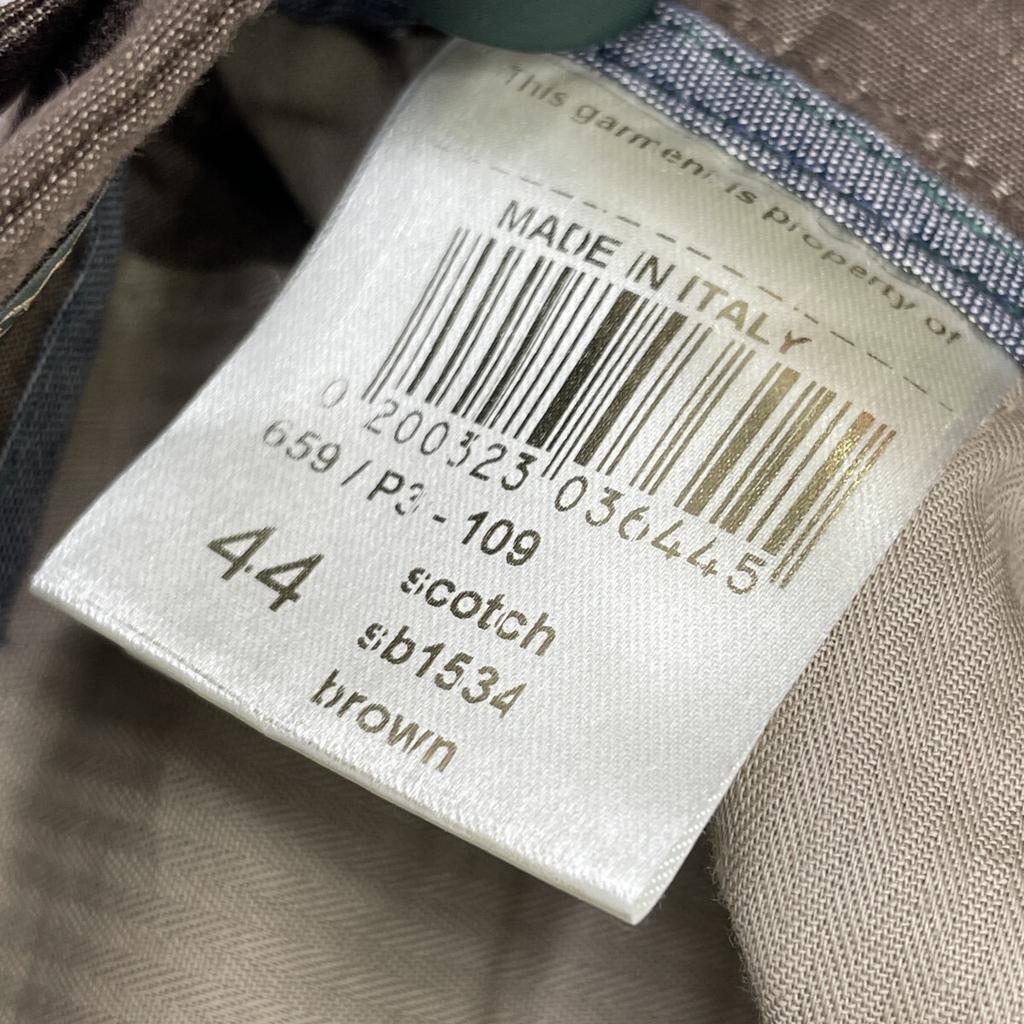 This garment is property of
MADE IN ITALY
0 200323 036445
659 / P3 - 109
44
scotch
sb1534
brown